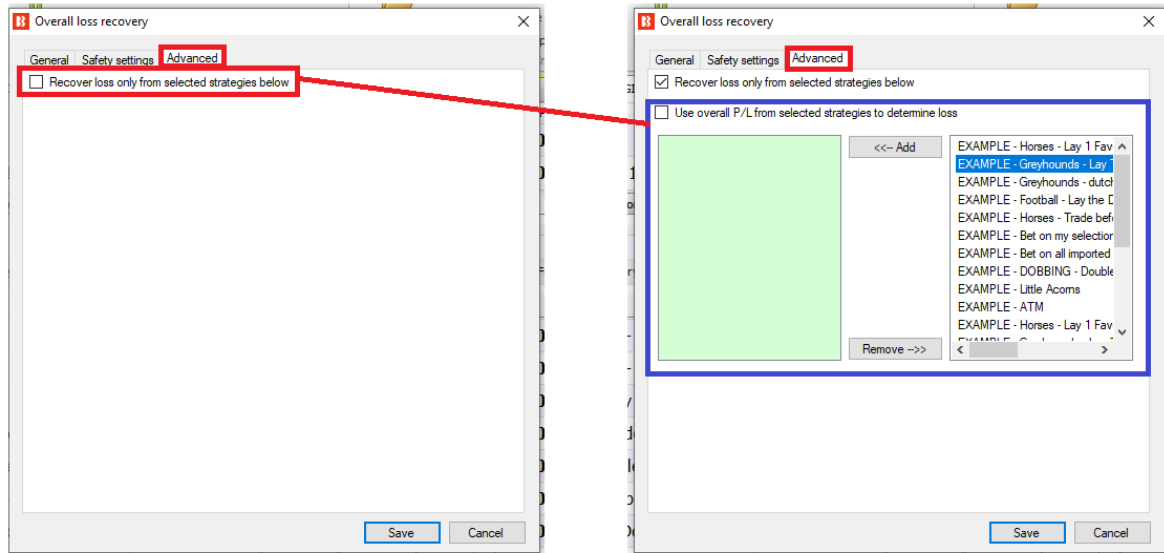 Overall loss recovery
General Safety settings Advanced
Recover loss only from selected strategies below
Save Cancel
Overall loss recovery
General Safety settings Advanced
Recover loss only from selected strategies below
Use overall P/L from selected strategies to determine loss
<<-- Add
Remove -->>
EXAMPLE - Horses - Lay 1 Fav
EXAMPLE - Greyhounds - Lay
EXAMPLE - Greyhounds - dutch
EXAMPLE - Football - Lay the
EXAMPLE - Horses - Trade bef
EXAMPLE - Bet on my selection
EXAMPLE - Bet on all imported
EXAMPLE - DOBBING - Double
EXAMPLE - Little Acorns
EXAMPLE - ATM
EXAMPLE - Horses - Lay 1 Fav
Save Cancel